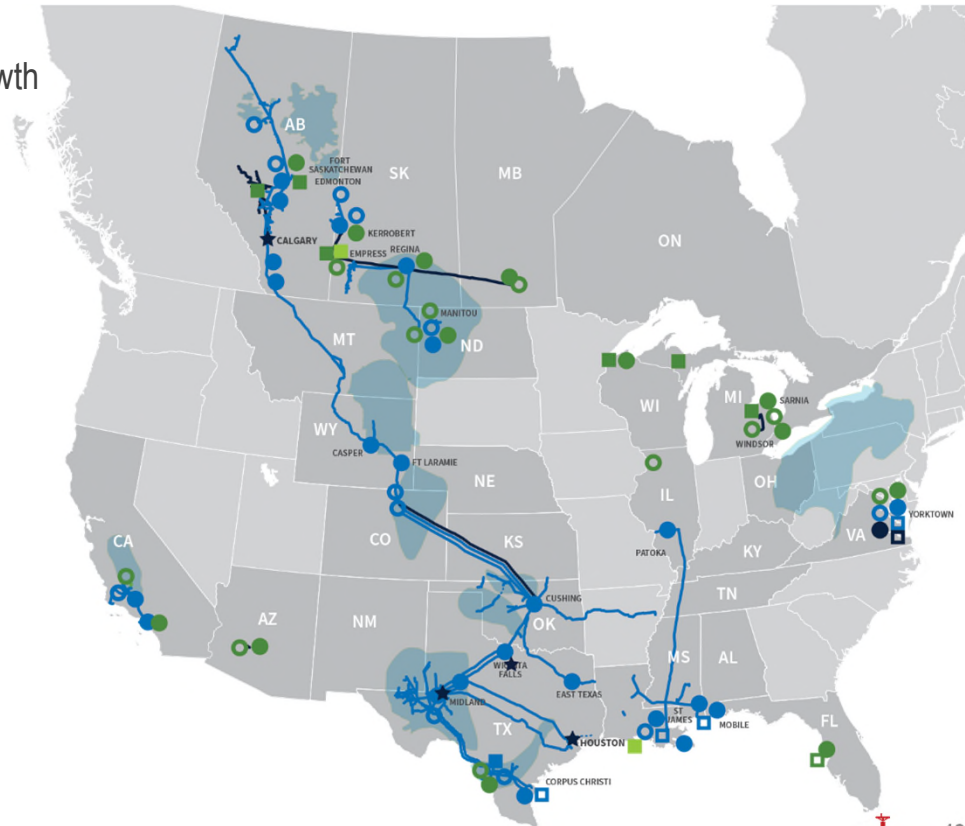 wth
AB
FORT
SASKATCHEWAN
EDMONTON
SK
MB
ON
CALGARY
KERROBERT
EMPRESS
REGINA
MANITOU
MT
ND
WI
MI
SARNIA
WINDSOR
WY
CASPER
FT LARAMIE
NE
IL
OH
YORKTOWN
VA
CO
KS
PATOKA
KY
CA
CUSHING
OK
TN
AZ
NM
MS
AL
WICHITA
FALLS
EAST TEXAS
MIDLAND
TX
ST
JAMES
MOBILE
FL
HOUSTON
CORPUS CHRISTI